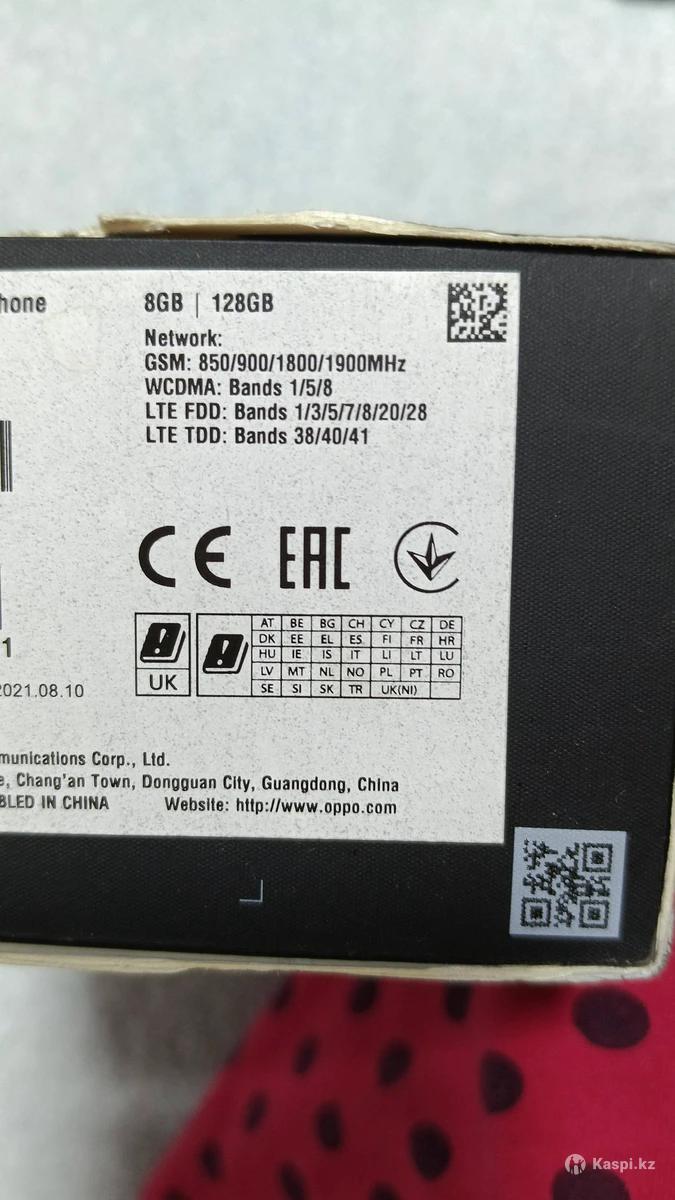 hone
8GB | 128GB
Network:
GSM: 850/900/1800/1900MHz
WCDMA: Bands 1/5/8
LTE FDD: Bands 1/3/5/7/8/20/28
LTE TDD: Bands 38/40/41
CE EAC
1
2021.08.10
UK
AT BE BG CH CY CZ DE
DK EE EL ES FI FR HR
HU IE IS IT LI LT LU
LV MT NL NO PL PT RO
SE SI SK TR UK(NI)
munications Corp., Ltd.
e, Chang'an Town, Dongguan City, Guangdong, China
BLED IN CHINA Website: http://www.oppo.com
Kaspi.kz